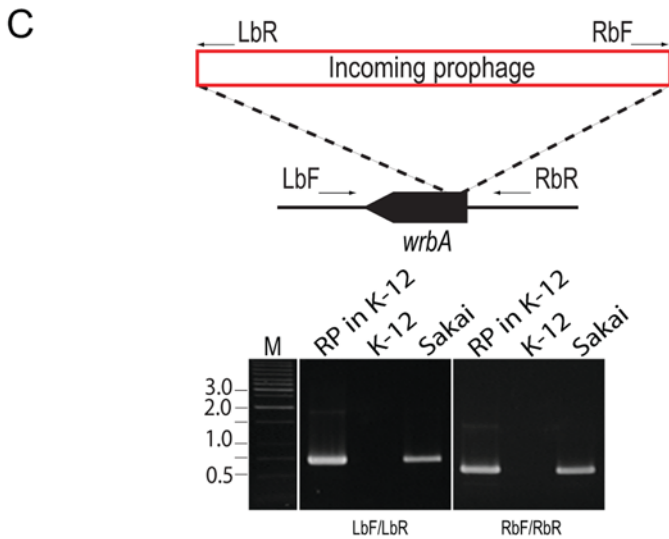 C
LbR RbF
Incoming prophage
LbF RbR
wrbA
M RP in K-12 K-12 Sakai RP in K-12 K-12 Sakai
3.0
2.0
1.0
0.5
LbF/LbR RbF/RbR